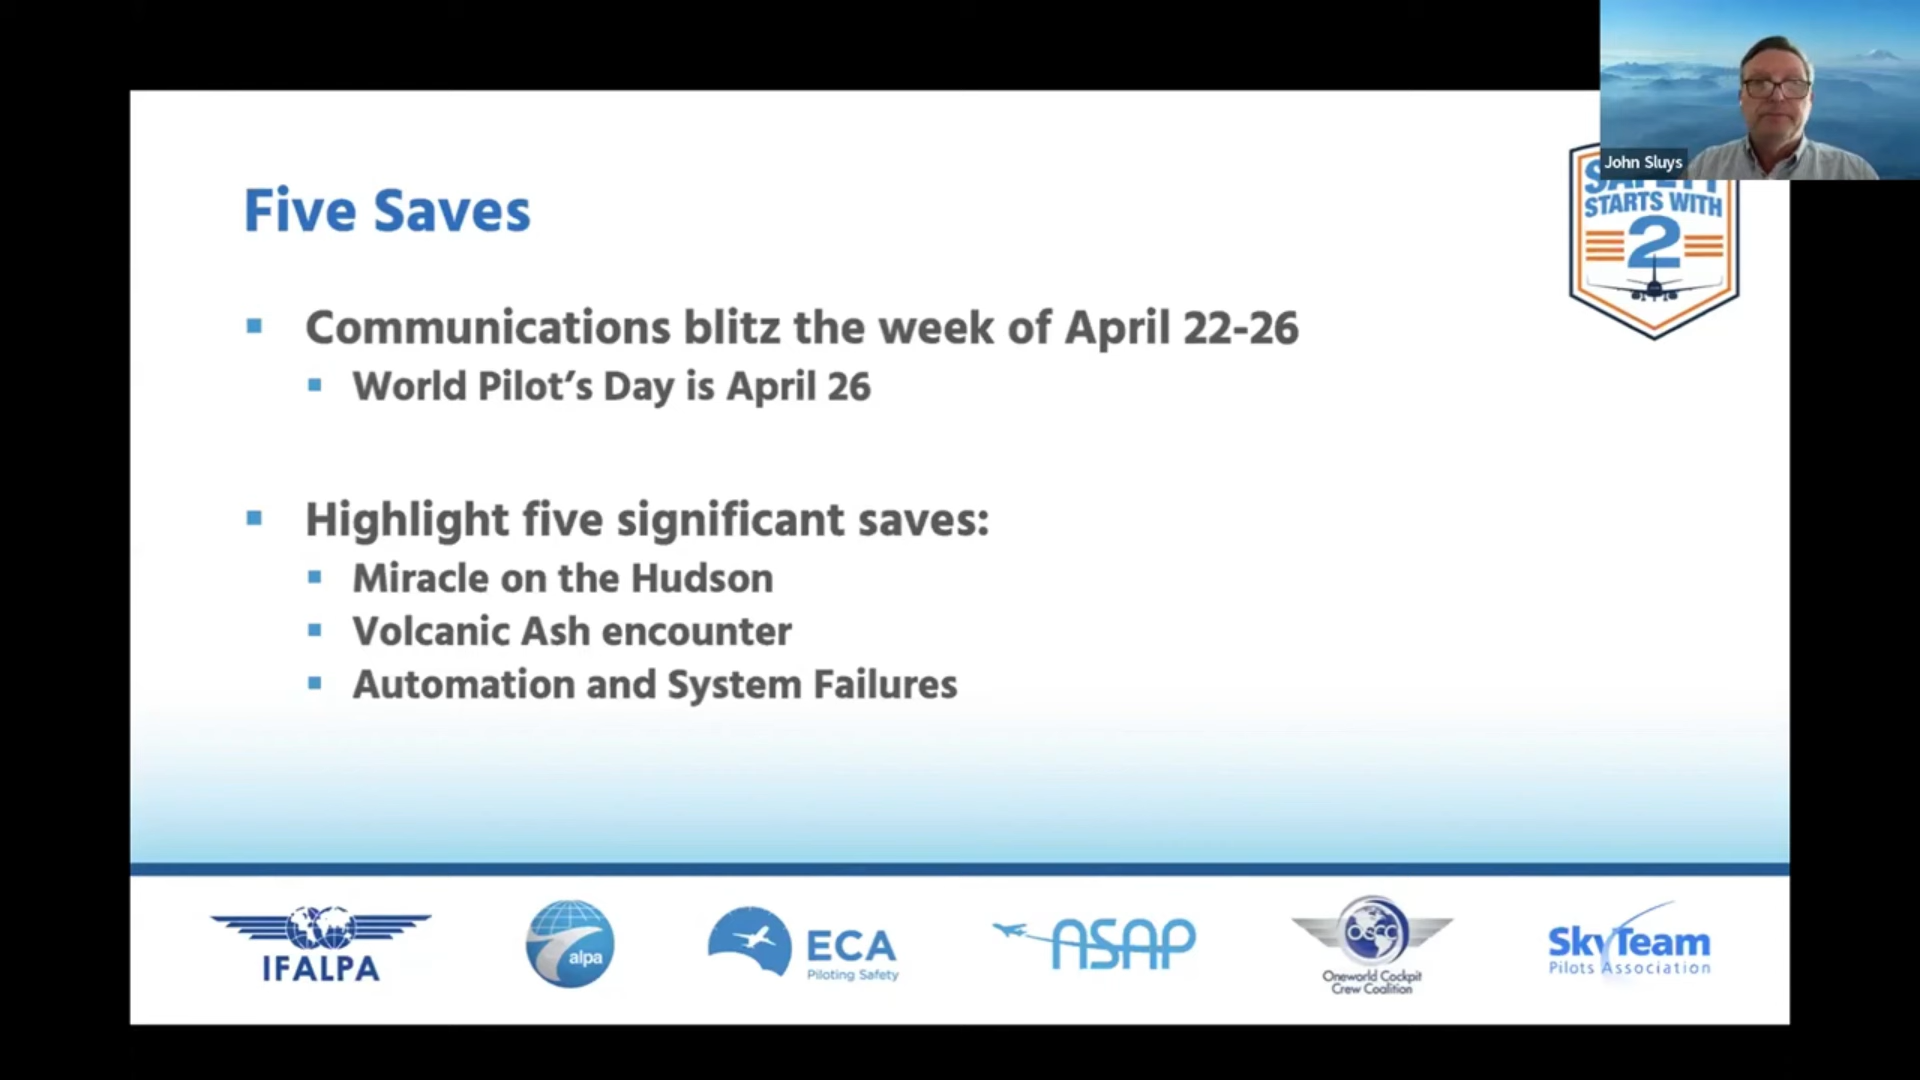 John Sluys
SAFETY
STARTS WITH
2
Five Saves
Communications blitz the week of April 22-26
World Pilot’s Day is April 26
Highlight five significant saves:
Miracle on the Hudson
Volcanic Ash encounter
Automation and System Failures
IFALPA
alpa
ECA
Piloting Safety
ASAP
OCCC
Oneworld Cockpit
Crew Coalition
SkyTeam
Pilots Association